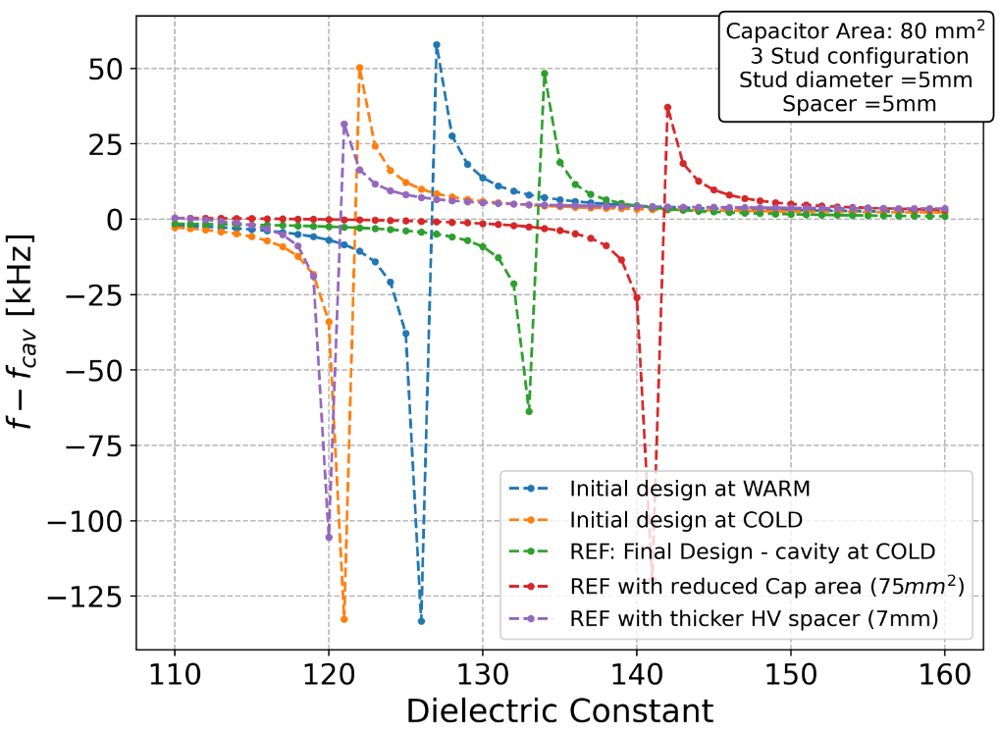 Capacitor Area: 80 mm²
3 Stud configuration
Stud diameter =5mm
Spacer =5mm
50
25
0
−25
−50
−75
−100
−125
f − f_cav [kHz]
Initial design at WARM
Initial design at COLD
REF: Final Design - cavity at COLD
REF with reduced Cap area (75mm²)
REF with thicker HV spacer (7mm)
110 120 130 140 150 160
Dielectric Constant